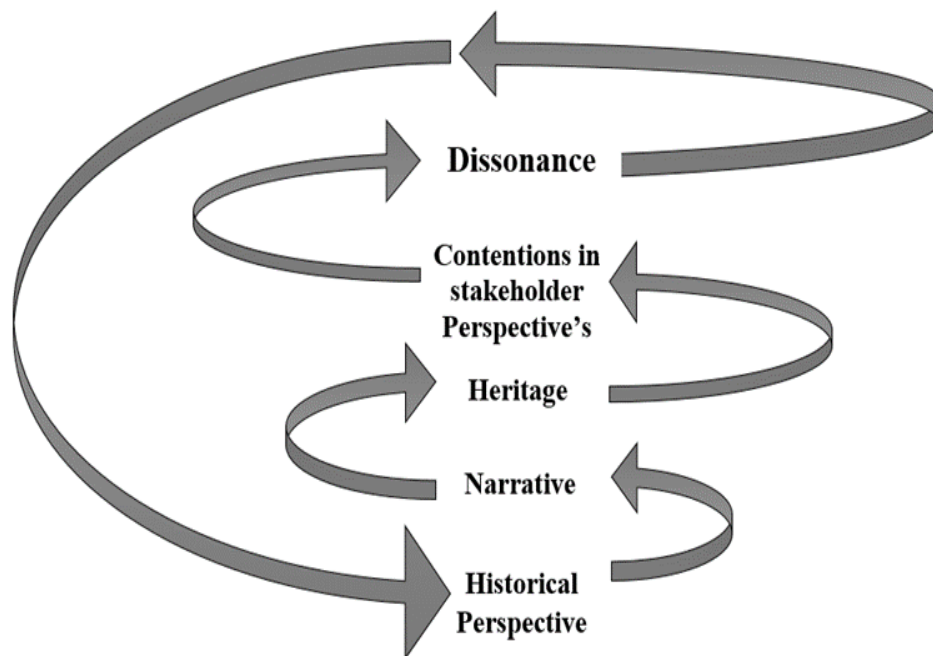 Dissonance
Contentions in
stakeholder
Perspective's
Heritage
Narrative
Historical
Perspective